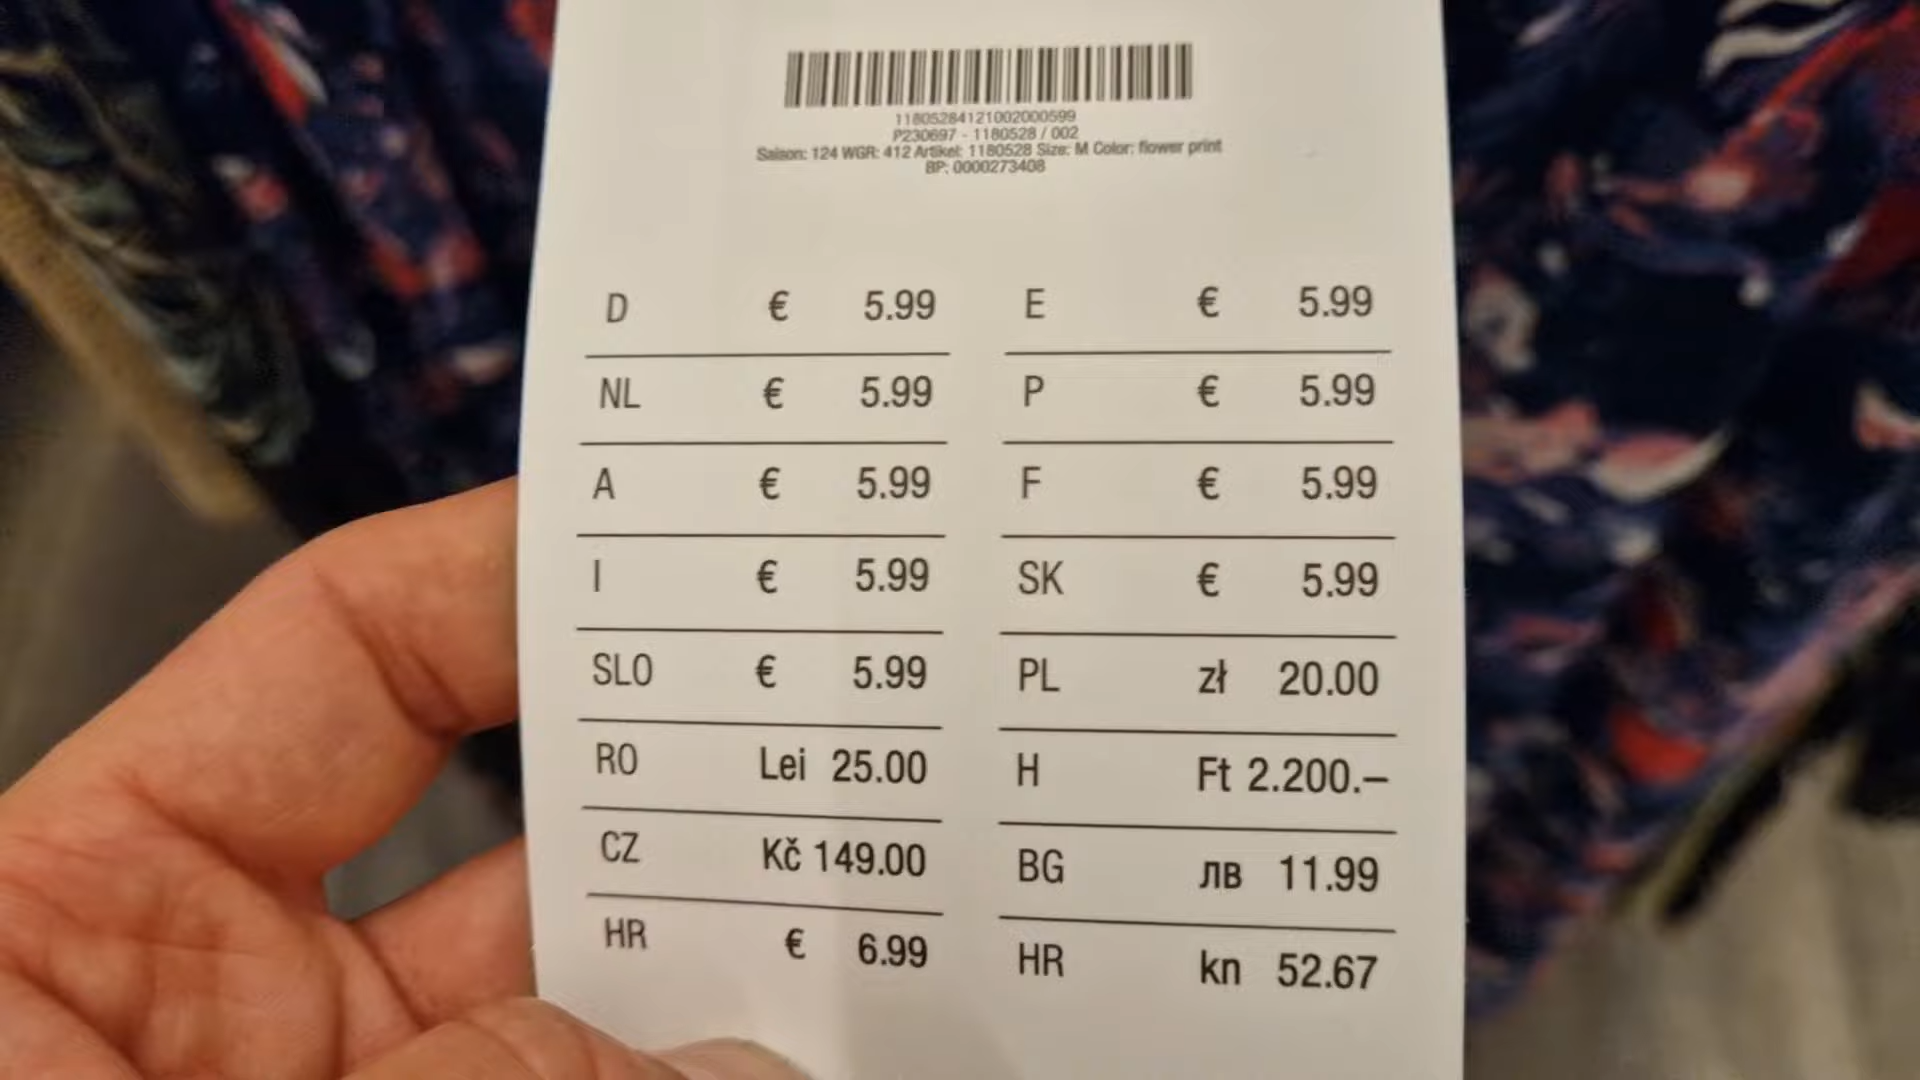 11805284121002000599
P230697 - 1180528 / 002
Saison: 124 WGR: 412 Artikel: 1180528 Size: M Color: flower print
BP: 0000273408
D € 5.99 E € 5.99
NL € 5.99 P € 5.99
A € 5.99 F € 5.99
I € 5.99 SK € 5.99
SLO € 5.99 PL zł 20.00
RO Lei 25.00 H Ft 2.200.–
CZ Kč 149.00 BG лв 11.99
HR € 6.99 HR kn 52.67